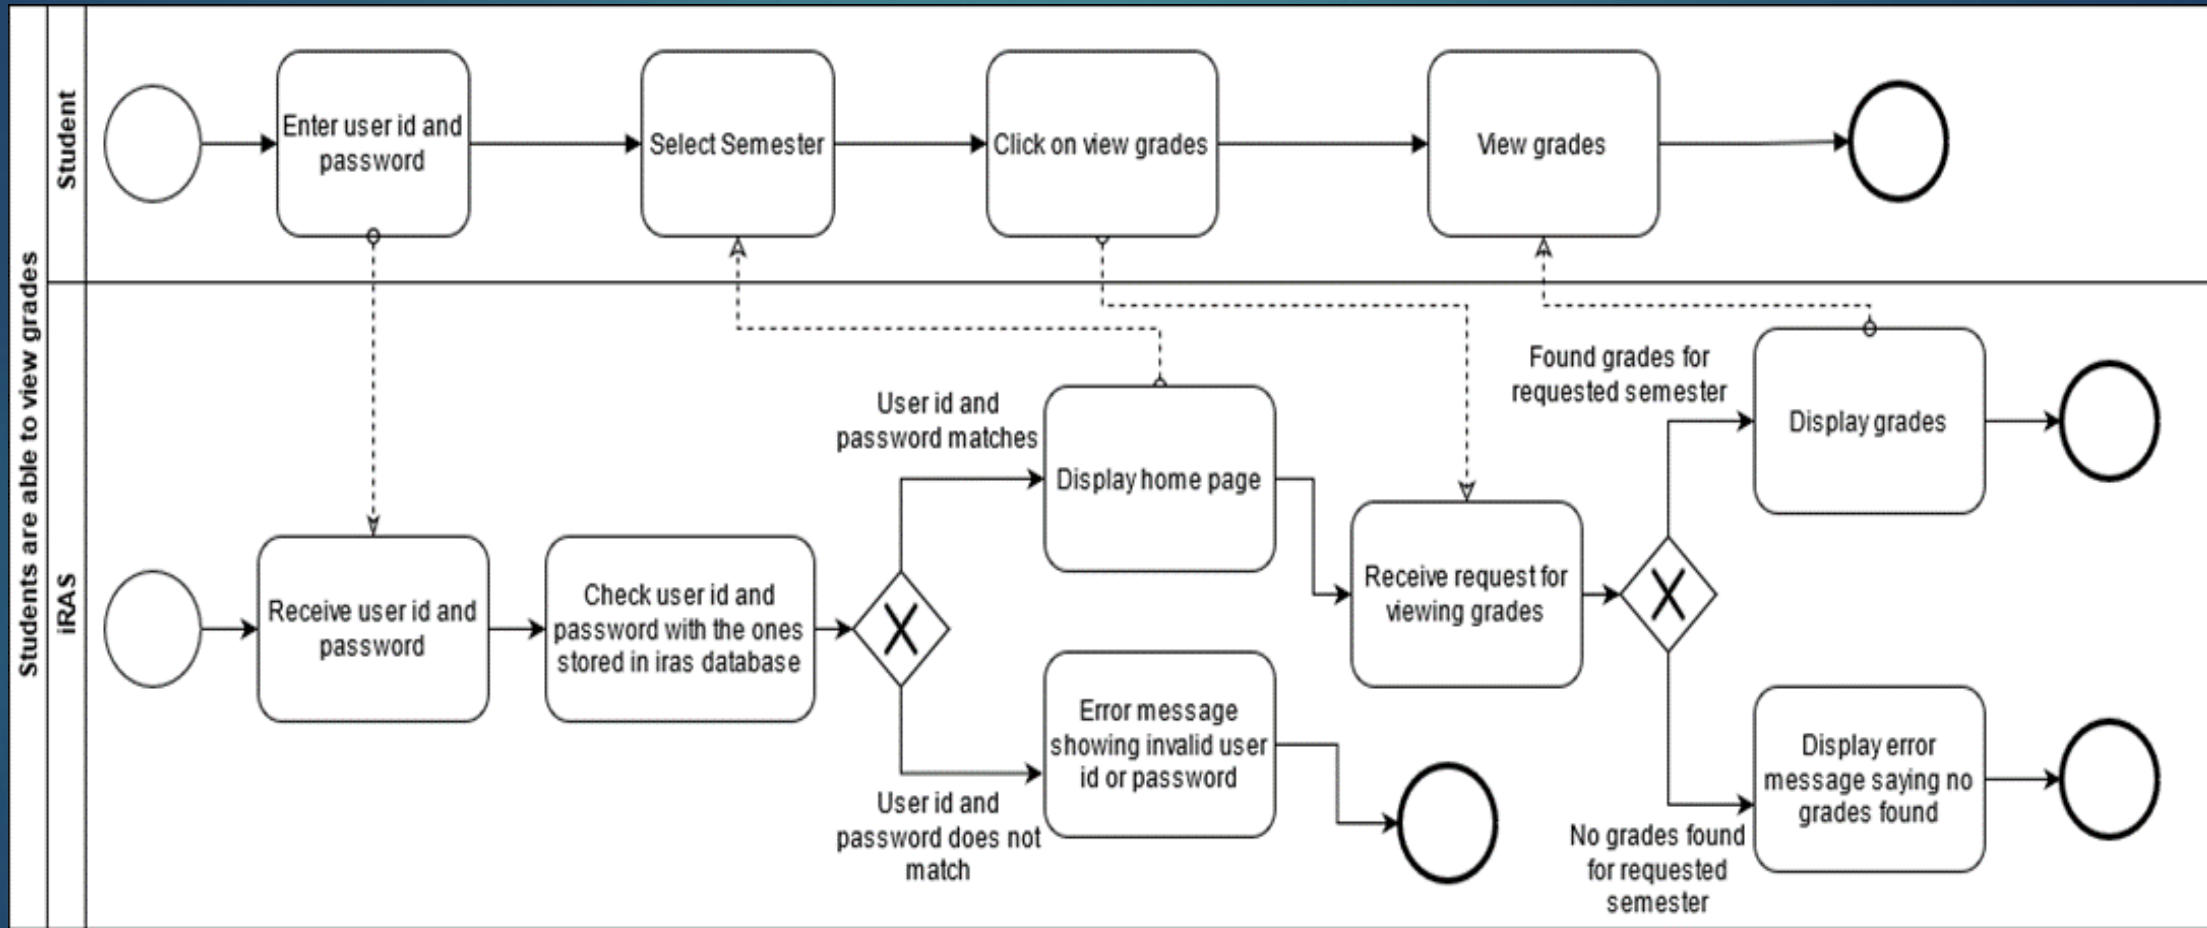 Students are able to view grades
Student
Enter user id and
password
Select Semester
Click on view grades
View grades
iRAS
Receive user id and
password
Check user id and
password with the ones
stored in iras database
User id and
password matches
Display home page
User id and
password does not
match
Error message
showing invalid user
id or password
Receive request for
viewing grades
Found grades for
requested semester
Display grades
No grades found
for requested
semester
Display error
message saying no
grades found